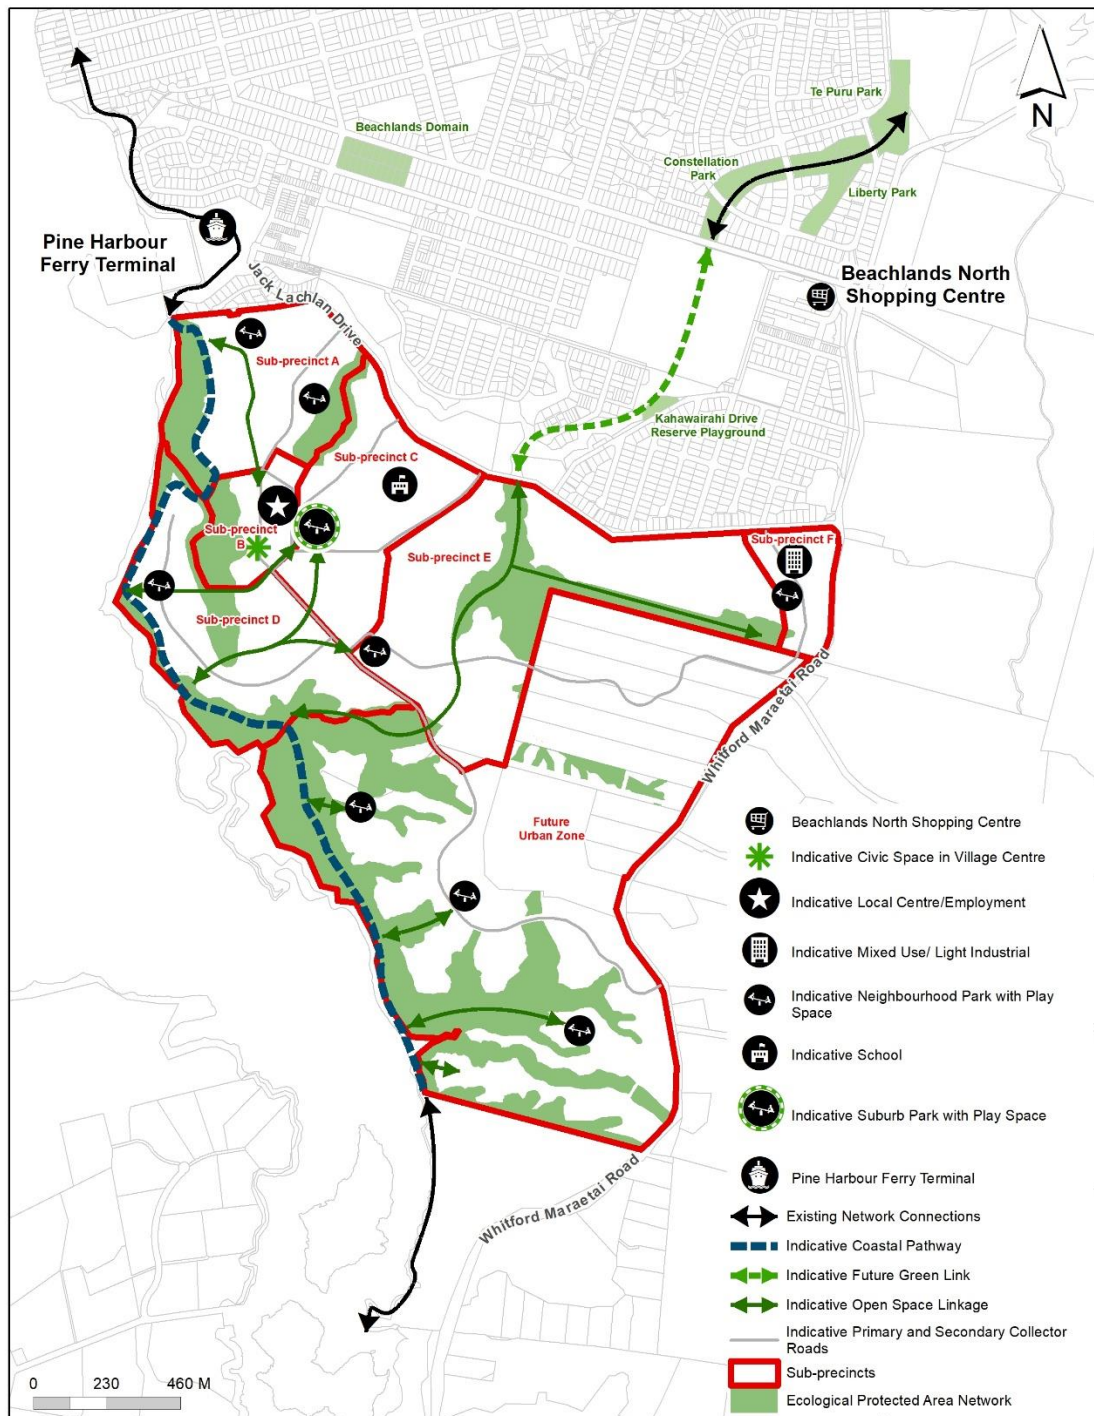 Te Puru Park
N
Beachlands Domain
Constellation
Park
Liberty Park
Pine Harbour
Ferry Terminal
Jack Lachlan Drive
Beachlands North
Shopping Centre
Sub-precinct A
Kahawairahi Drive
Reserve Playground
Sub-precinct C
Sub-precinct
B
Sub-precinct E
Sub-precinct F
Sub-precinct D
Whitford Maraetai Road
Future
Urban Zone
Whitford Maraetai Road
Beachlands North Shopping Centre
Indicative Civic Space in Village Centre
Indicative Local Centre/Employment
Indicative Mixed Use/ Light Industrial
Indicative Neighbourhood Park with Play
Space
Indicative School
Indicative Suburb Park with Play Space
Pine Harbour Ferry Terminal
Existing Network Connections
Indicative Coastal Pathway
Indicative Future Green Link
Indicative Open Space Linkage
Indicative Primary and Secondary Collector
Roads
Sub-precincts
Ecological Protected Area Network
0 230 460 M